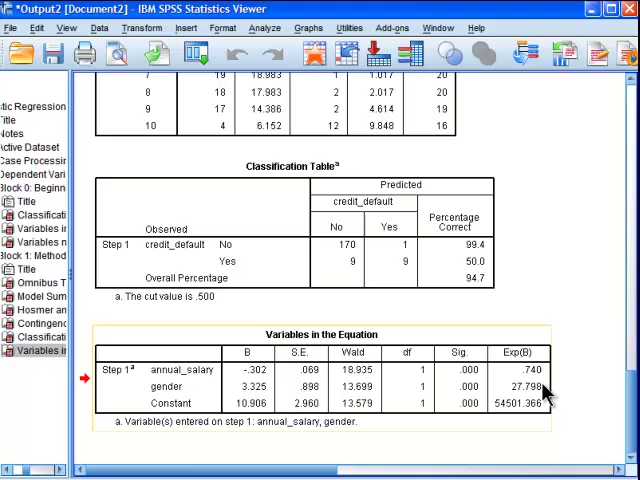 *Output2 [Document2] - IBM SPSS Statistics Viewer
File Edit View Data Transform Insert Format Analyze Graphs Utilities Add-ons Window Help
stic Regression
Title
Notes
Active Dataset
Case Processin
Dependent Vari
Block 0: Beginn
Title
Classificati
Variables in
Variables n
Block 1: Method
Title
Omnibus T
Model Sum
Hosmer an
Contingenc
Classificati
Variables in
7 19 18.983 1 1.017 20
8 18 17.983 2 2.017 20
9 17 14.386 2 4.614 19
10 4 6.152 12 9.848 16
Classification Tableᵃ
Predicted
credit_default
Percentage
Observed No Yes Correct
Step 1 credit_default No 170 1 99.4
Yes 9 9 50.0
Overall Percentage 94.7
a. The cut value is .500
Variables in the Equation
B S.E. Wald df Sig. Exp(B)
Step 1ᵃ annual_salary -.302 .069 18.935 1 .000 .740
gender 3.325 .898 13.699 1 .000 27.798
Constant 10.906 2.960 13.579 1 .000 54501.366
a. Variable(s) entered on step 1: annual_salary, gender.